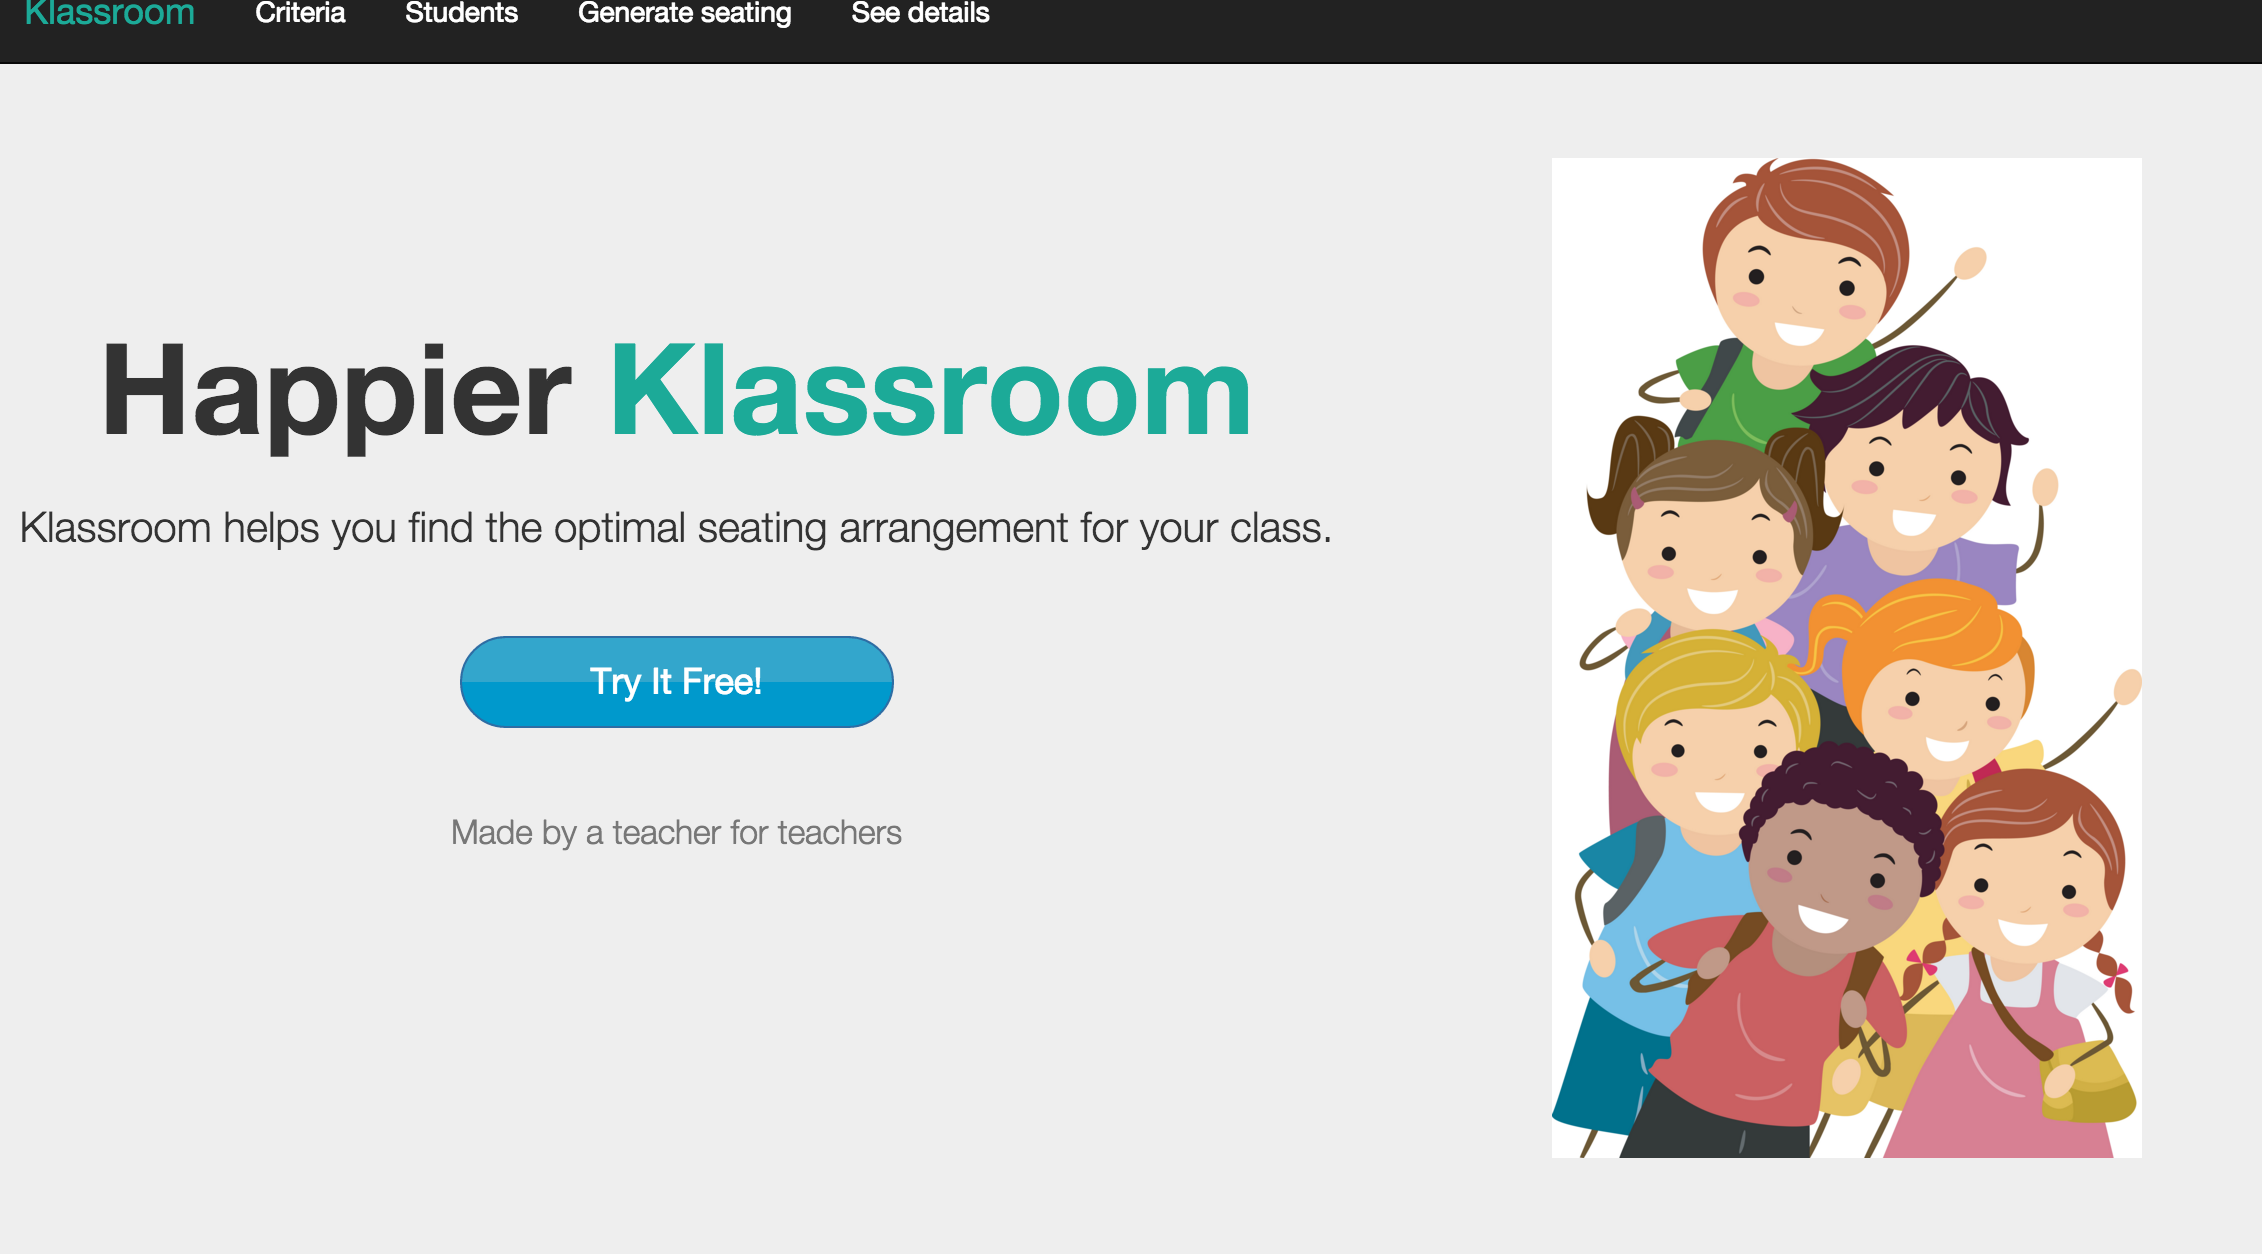 Klassroom Criteria Students Generate seating See details
Happier Klassroom
Klassroom helps you find the optimal seating arrangement for your class.
Try It Free!
Made by a teacher for teachers